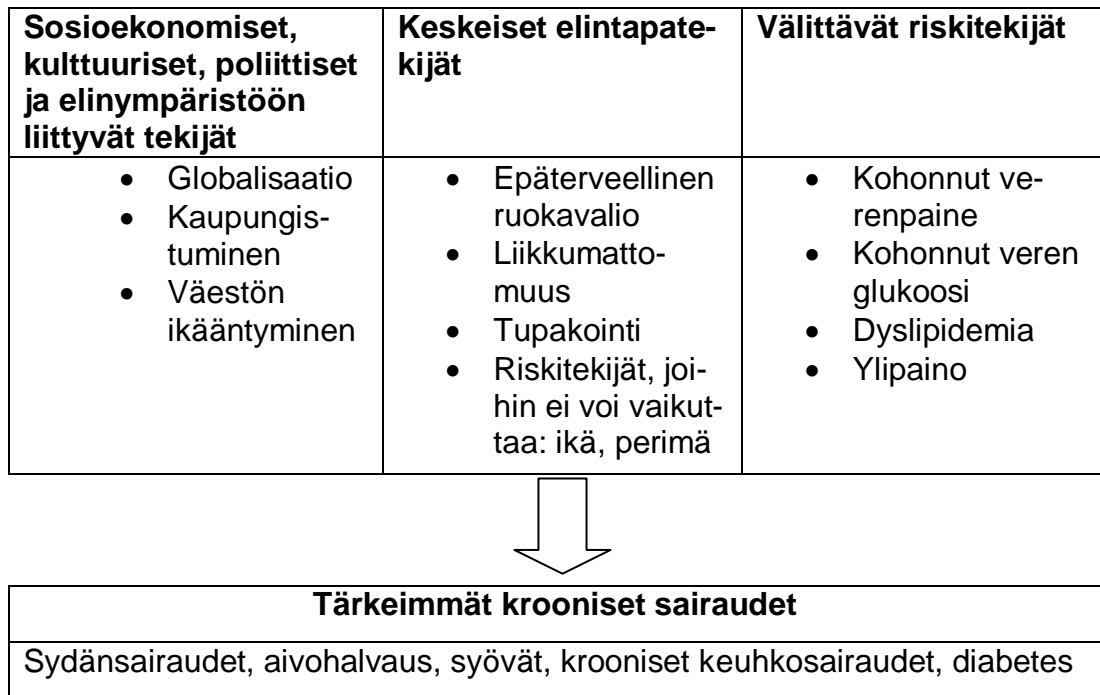 Sosioekonomiset,
kulttuuriset, poliittiset
ja elinympäristöön
liittyvät tekijät
Keskeiset elintapate-
kijät
Välittävät riskitekijät
• Globalisaatio
• Kaupungis-
tuminen
• Väestön
ikääntyminen
• Epäterveellinen
ruokavalio
• Liikkumatto-
muus
• Tupakointi
• Riskitekijät, joi-
hin ei voi vaikut-
taa: ikä, perimä
• Kohonnut ve-
renpaine
• Kohonnut veren
glukoosi
• Dyslipidemia
• Ylipaino
Tärkeimmät krooniset sairaudet
Sydänsairaudet, aivohalvaus, syövät, krooniset keuhkosairaudet, diabetes